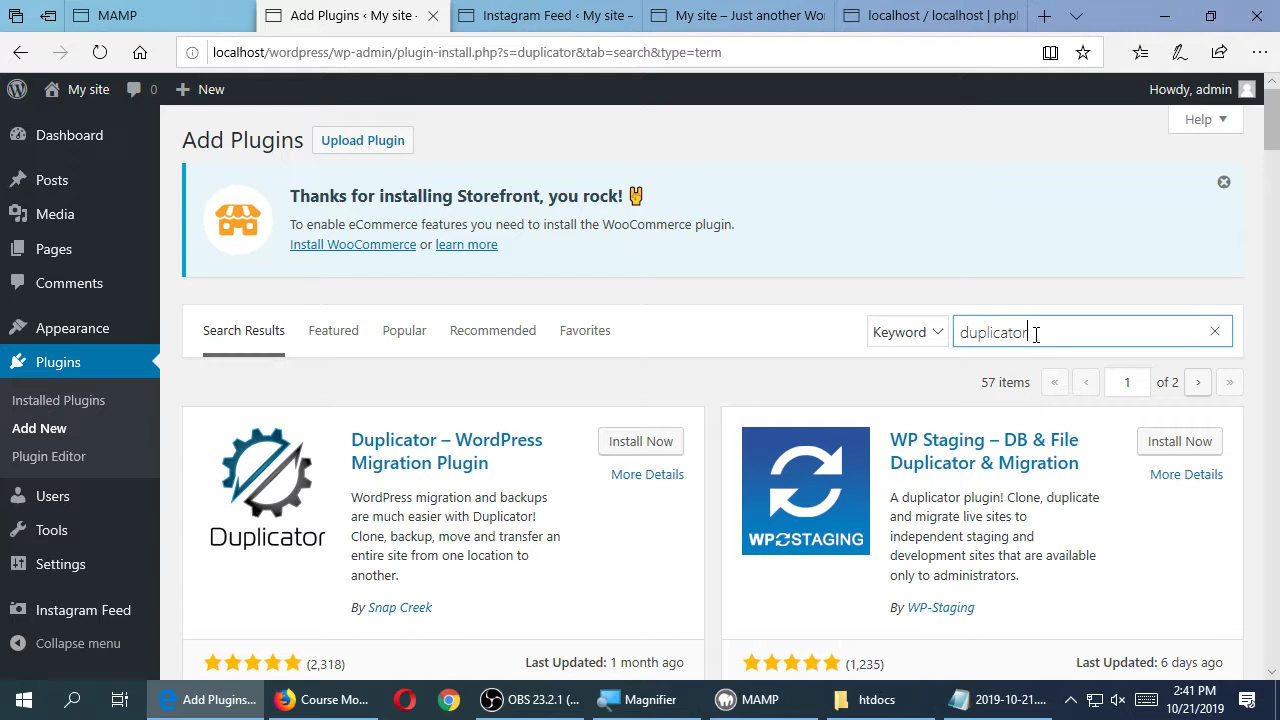 MAMP
Add Plugins ‹ My site -
Instagram Feed ‹ My site –
My site – Just another Wo
localhost / localhost | phpl
localhost/wordpress/wp-admin/plugin-install.php?s=duplicator&tab=search&type=term
My site
0
New
Howdy, admin
Dashboard
Posts
Media
Pages
Comments
Appearance
Plugins
Installed Plugins
Add New
Plugin Editor
Users
Tools
Settings
Instagram Feed
Collapse menu
Help
Add Plugins
Upload Plugin
Thanks for installing Storefront, you rock! 🤘
To enable eCommerce features you need to install the WooCommerce plugin.
Install WooCommerce or learn more
Search Results
Featured
Popular
Recommended
Favorites
Keyword
duplicator
57 items
«
‹
1
of 2
›
»
Duplicator – WordPress
Migration Plugin
Install Now
More Details
Duplicator
WordPress migration and backups
are much easier with Duplicator!
Clone, backup, move and transfer an
entire site from one location to
another.
By Snap Creek
(2,318)
Last Updated: 1 month ago
WP Staging – DB & File
Duplicator & Migration
Install Now
More Details
WPSTAGING
A duplicator plugin! Clone, duplicate
and migrate live sites to
independent staging and
development sites that are available
only to administrators.
By WP-Staging
(1,235)
Last Updated: 6 days ago
Add Plugins...
Course Mo...
OBS 23.2.1 (...
Magnifier
MAMP
htdocs
2019-10-21....
2:41 PM
10/21/2019